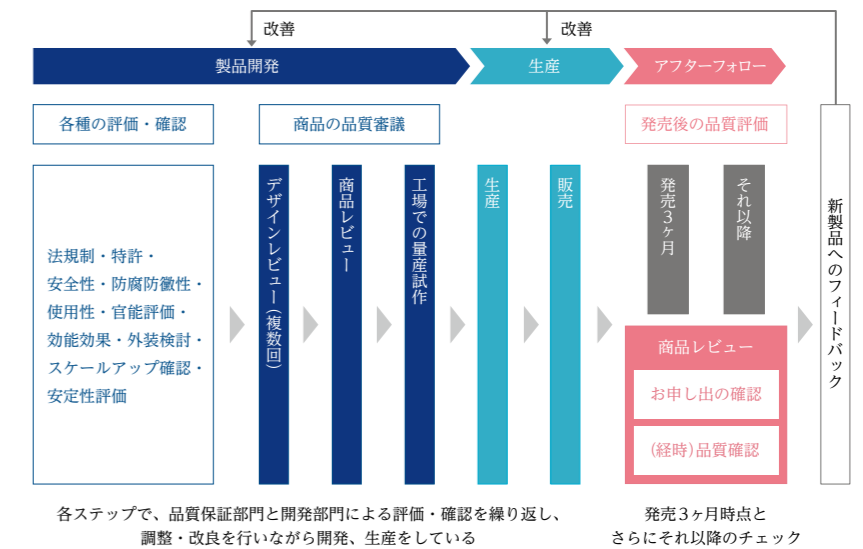 改善
改善
製品開発
生産
アフターフォロー
各種の評価・確認
商品の品質審議
発売後の品質評価
法規制・特許・
安全性・防腐防黴性・
使用性・官能評価・
効能効果・外装検討・
スケールアップ確認・
安定性評価
デザインレビュー(複数回)
商品レビュー
工場での量産試作
生産
販売
発売3ヶ月
それ以降
商品レビュー
お申し出の確認
(経時)品質確認
新製品へのフィードバック
各ステップで、品質保証部門と開発部門による評価・確認を繰り返し、
調整・改良を行いながら開発、生産をしている
発売3ヶ月時点と
さらにそれ以降のチェック